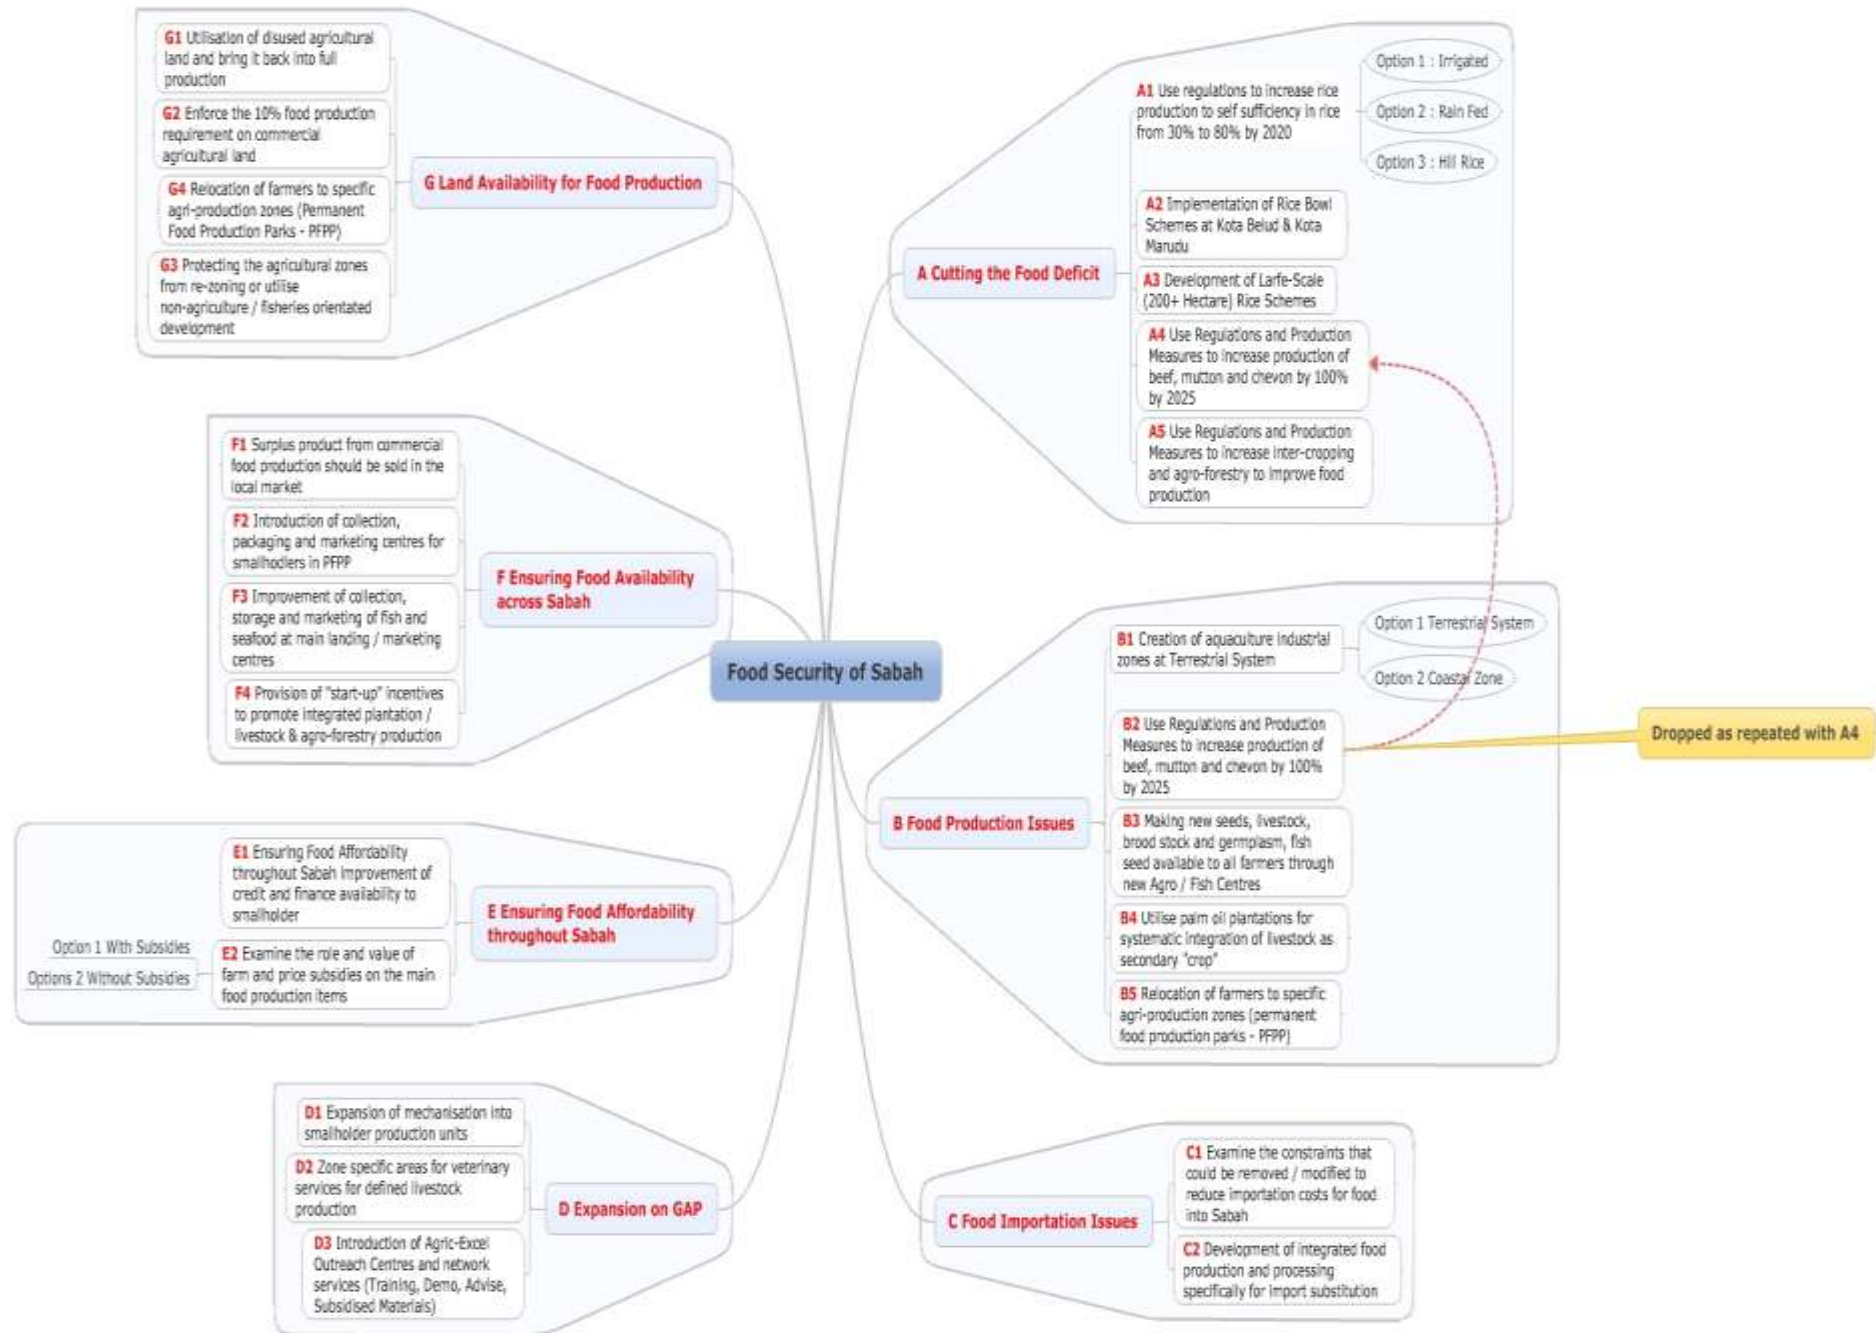 G1 Utilisation of disused agricultural
land and bring it back into full
production
G2 Enforce the 10% food production
requirement on commercial
agricultural land
G4 Relocation of farmers to specific
agri-production zones (Permanent
Food Production Parks - PFPP)
G3 Protecting the agricultural zones
from re-zoning or utilise
non-agriculture / fisheries orientated
development
G Land Availability for Food Production
F1 Surplus product from commercial
food production should be sold in the
local market
F2 Introduction of collection,
packaging and marketing centres for
smallhodlers in PFPP
F3 Improvement of collection,
storage and marketing of fish and
seafood at main landing / marketing
centres
F4 Provision of "start-up" incentives
to promote integrated plantation /
livestock & agro-forestry production
F Ensuring Food Availability
across Sabah
E1 Ensuring Food Affordability
throughout Sabah Improvement of
credit and finance availability to
smallholder
E2 Examine the role and value of
farm and price subsidies on the main
food production items
Option 1 With Subsidies
Options 2 Without Subsidies
E Ensuring Food Affordability
throughout Sabah
D1 Expansion of mechanisation into
smallholder production units
D2 Zone specific areas for veterinary
services for defined livestock
production
D3 Introduction of Agric-Excel
Outreach Centres and network
services (Training, Demo, Advise,
Subsidised Materials)
D Expansion on GAP
Food Security of Sabah
A Cutting the Food Deficit
A1 Use regulations to increase rice
production to self sufficiency in rice
from 30% to 80% by 2020
Option 1 : Irrigated
Option 2 : Rain Fed
Option 3 : Hill Rice
A2 Implementation of Rice Bowl
Schemes at Kota Belud & Kota
Marudu
A3 Development of Larfe-Scale
(200+ Hectare) Rice Schemes
A4 Use Regulations and Production
Measures to increase production of
beef, mutton and chevon by 100%
by 2025
A5 Use Regulations and Production
Measures to increase inter-cropping
and agro-forestry to improve food
production
B Food Production Issues
B1 Creation of aquaculture industrial
zones at Terrestrial System
Option 1 Terrestrial System
Option 2 Coastal Zone
B2 Use Regulations and Production
Measures to increase production of
beef, mutton and chevon by 100%
by 2025
Dropped as repeated with A4
B3 Making new seeds, livestock,
brood stock and germplasm, fish
seed available to all farmers through
new Agro / Fish Centres
B4 Utilise palm oil plantations for
systematic integration of livestock as
secondary "crop"
B5 Relocation of farmers to specific
agri-production zones (permanent
food production parks - PFPP)
C Food Importation Issues
C1 Examine the constraints that
could be removed / modified to
reduce importation costs for food
into Sabah
C2 Development of integrated food
production and processing
specifically for import substitution